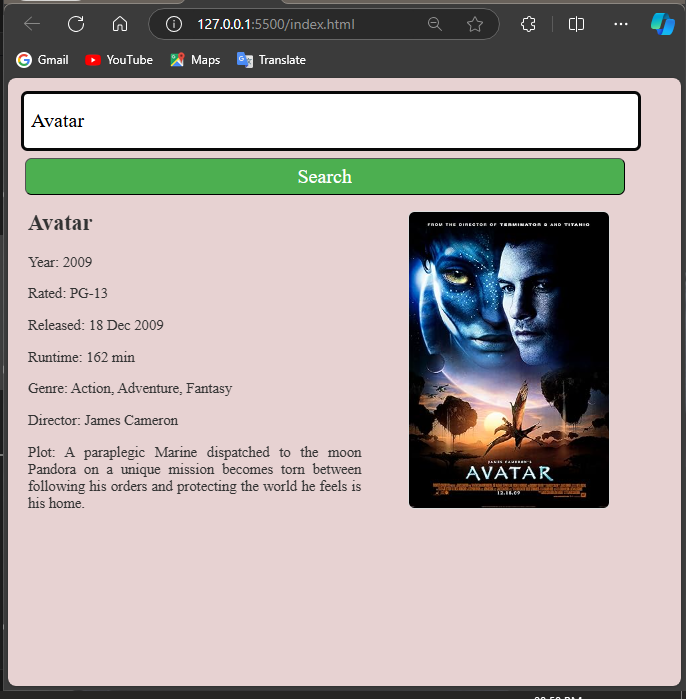 127.0.0.1:5500/index.html
Gmail YouTube Maps Translate
Avatar
Search
Avatar
Year: 2009
Rated: PG-13
Released: 18 Dec 2009
Runtime: 162 min
Genre: Action, Adventure, Fantasy
Director: James Cameron
Plot: A paraplegic Marine dispatched to the moon
Pandora on a unique mission becomes torn between
following his orders and protecting the world he feels is
his home.
FROM THE DIRECTOR OF TERMINATOR 2 AND TITANIC
JAMES CAMERON'S
AVATAR
12.18.09